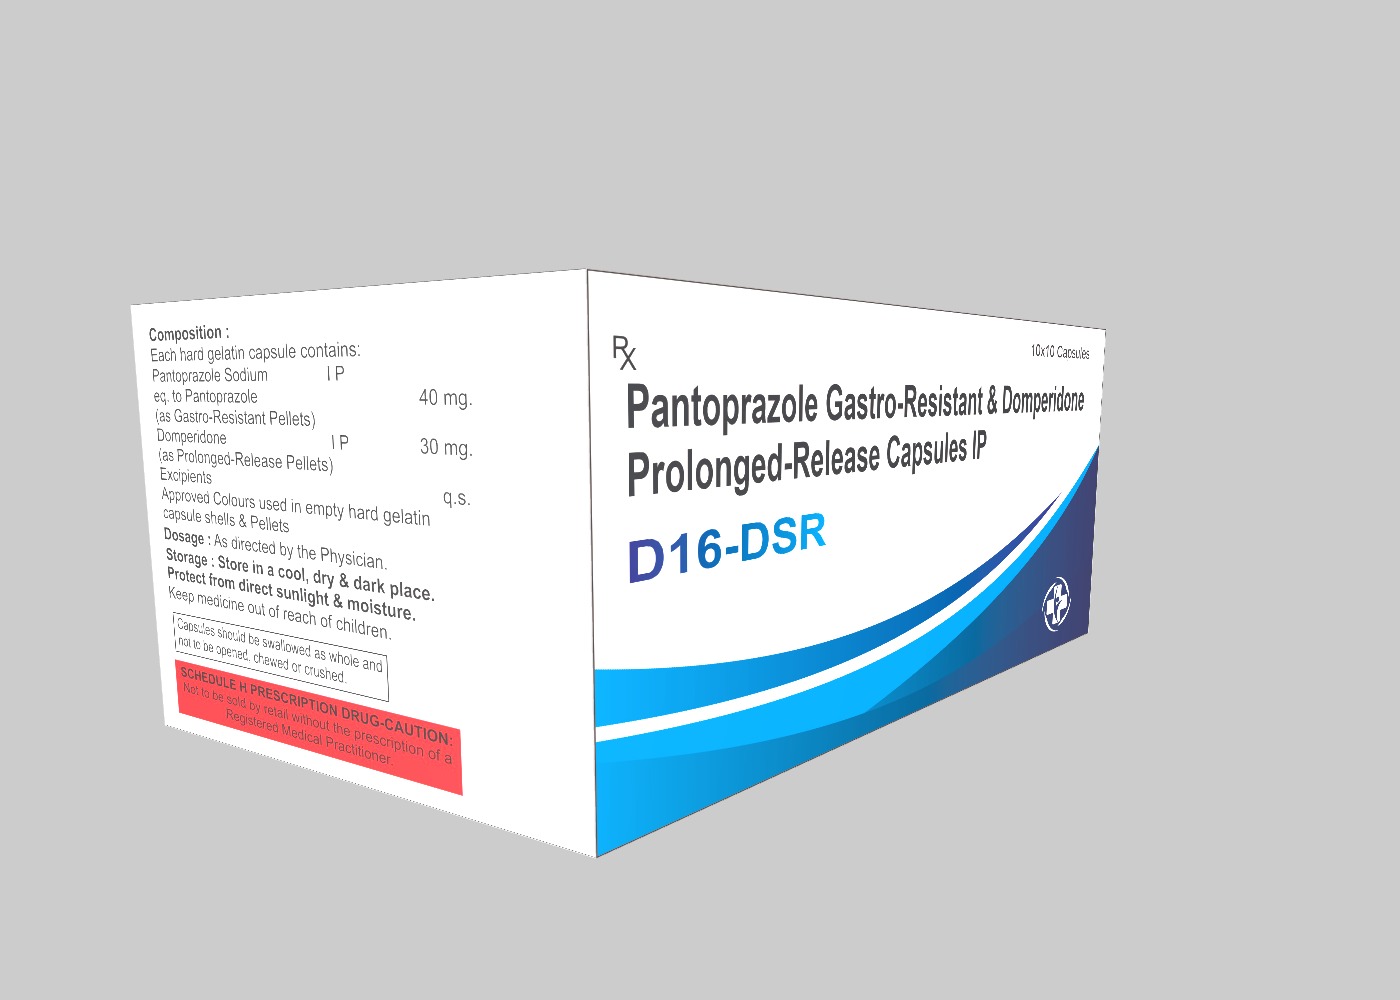 Composition :
Each hard gelatin capsule contains:
Pantoprazole Sodium I P
eq. to Pantoprazole 40 mg.
(as Gastro-Resistant Pellets)
Domperidone I P 30 mg.
(as Prolonged-Release Pellets)
Excipients q.s.
Approved Colours used in empty hard gelatin
capsule shells & Pellets
Dosage : As directed by the Physician.
Storage : Store in a cool, dry & dark place.
Protect from direct sunlight & moisture.
Keep medicine out of reach of children.
Capsules should be swallowed as whole and
not to be opened, chewed or crushed.
SCHEDULE H PRESCRIPTION DRUG-CAUTION:
Not to be sold by retail without the prescription of a
Registered Medical Practitioner.
Rx
10x10 Capsules
Pantoprazole Gastro-Resistant & Domperidone
Prolonged-Release Capsules IP
D16-DSR